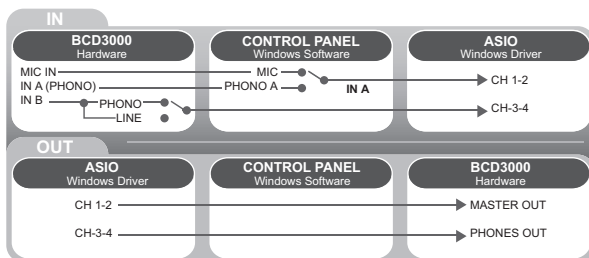 IN
BCD3000
Hardware
CONTROL PANEL
Windows Software
ASIO
Windows Driver
MIC IN
MIC
CH 1-2
IN A (PHONO)
PHONO A
IN A
IN B
PHONO
CH-3-4
LINE
OUT
ASIO
Windows Driver
CONTROL PANEL
Windows Software
BCD3000
Hardware
CH 1-2
MASTER OUT
CH-3-4
PHONES OUT